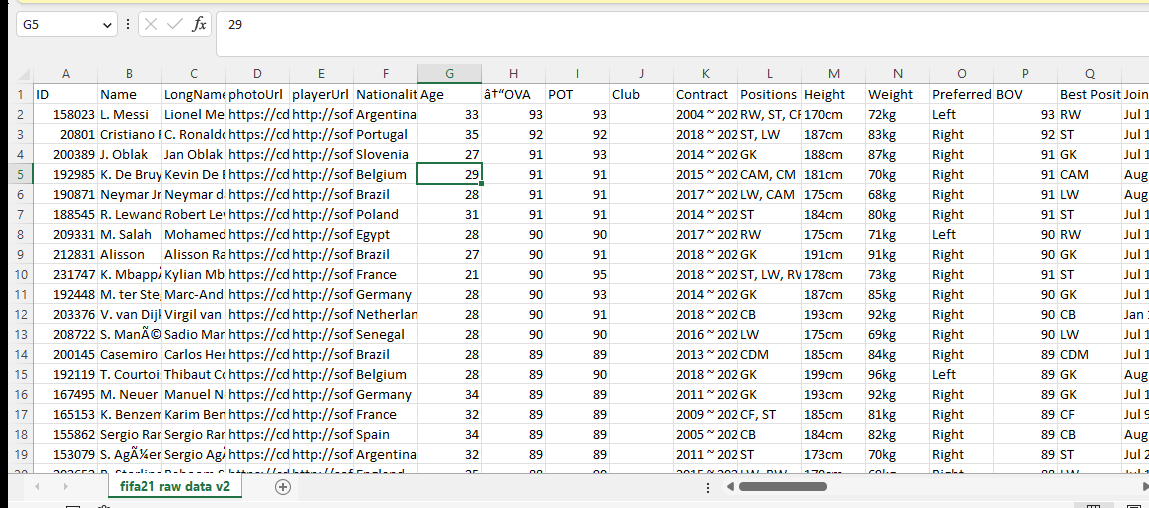 G5 fx 29
A B C D E F G H I J K L M N O P Q
1 ID Name LongName photoUrl playerUrl Nationalit Age â†“OVA POT Club Contract Positions Height Weight Preferred BOV Best Posit Join
2 158023 L. Messi Lionel Me https://cd http://sof Argentina 33 93 93 2004 ~ 202 RW, ST, CF 170cm 72kg Left 93 RW Jul 1
3 20801 Cristiano C. Ronald https://cd http://sof Portugal 35 92 92 2018 ~ 202 ST, LW 187cm 83kg Right 92 ST Jul 1
4 200389 J. Oblak Jan Oblak https://cd http://sof Slovenia 27 91 93 2014 ~ 202 GK 188cm 87kg Right 91 GK Jul 1
5 192985 K. De Bruy Kevin De https://cd http://sof Belgium 29 91 91 2015 ~ 202 CAM, CM 181cm 70kg Right 91 CAM Aug
6 190871 Neymar Jr Neymar d https://cd http://sof Brazil 28 91 91 2017 ~ 202 LW, CAM 175cm 68kg Right 91 LW Aug
7 188545 R. Lewand Robert Le https://cd http://sof Poland 31 91 91 2014 ~ 202 ST 184cm 80kg Right 91 ST Jul 1
8 209331 M. Salah Mohamed https://cd http://sof Egypt 28 90 90 2017 ~ 202 RW 175cm 71kg Left 90 RW Jul 1
9 212831 Alisson Alisson Ra https://cd http://sof Brazil 27 90 91 2018 ~ 202 GK 191cm 91kg Right 90 GK Jul 1
10 231747 K. MbappÃ Kylian Mb https://cd http://sof France 21 90 95 2018 ~ 202 ST, LW, RW 178cm 73kg Right 91 ST Jul 1
11 192448 M. ter Ste Marc-And https://cd http://sof Germany 28 90 93 2014 ~ 202 GK 187cm 85kg Right 90 GK Jul 1
12 203376 V. van Dijk Virgil van https://cd http://sof Netherlan 28 90 91 2018 ~ 202 CB 193cm 92kg Right 90 CB Jan
13 208722 S. ManÃ© Sadio Mar https://cd http://sof Senegal 28 90 90 2016 ~ 202 LW 175cm 69kg Right 90 LW Jul 1
14 200145 Casemiro Carlos Her https://cd http://sof Brazil 28 89 89 2013 ~ 202 CDM 185cm 84kg Right 89 CDM Jul 1
15 192119 T. Courtoi Thibaut Co https://cd http://sof Belgium 28 89 90 2018 ~ 202 GK 199cm 96kg Left 89 GK Aug
16 167495 M. Neuer Manuel N https://cd http://sof Germany 34 89 89 2011 ~ 202 GK 193cm 92kg Right 89 GK Jul 1
17 165153 K. Benzem Karim Ben https://cd http://sof France 32 89 89 2009 ~ 202 CF, ST 185cm 81kg Right 89 CF Jul 9
18 155862 Sergio Rar Sergio Rar https://cd http://sof Spain 34 89 89 2005 ~ 202 CB 184cm 82kg Right 89 CB Aug
19 153079 S. AgÃ¼er Sergio Ag https://cd http://sof Argentina 32 89 89 2011 ~ 202 ST 173cm 70kg Right 89 ST Jul 2
fifa21 raw data v2